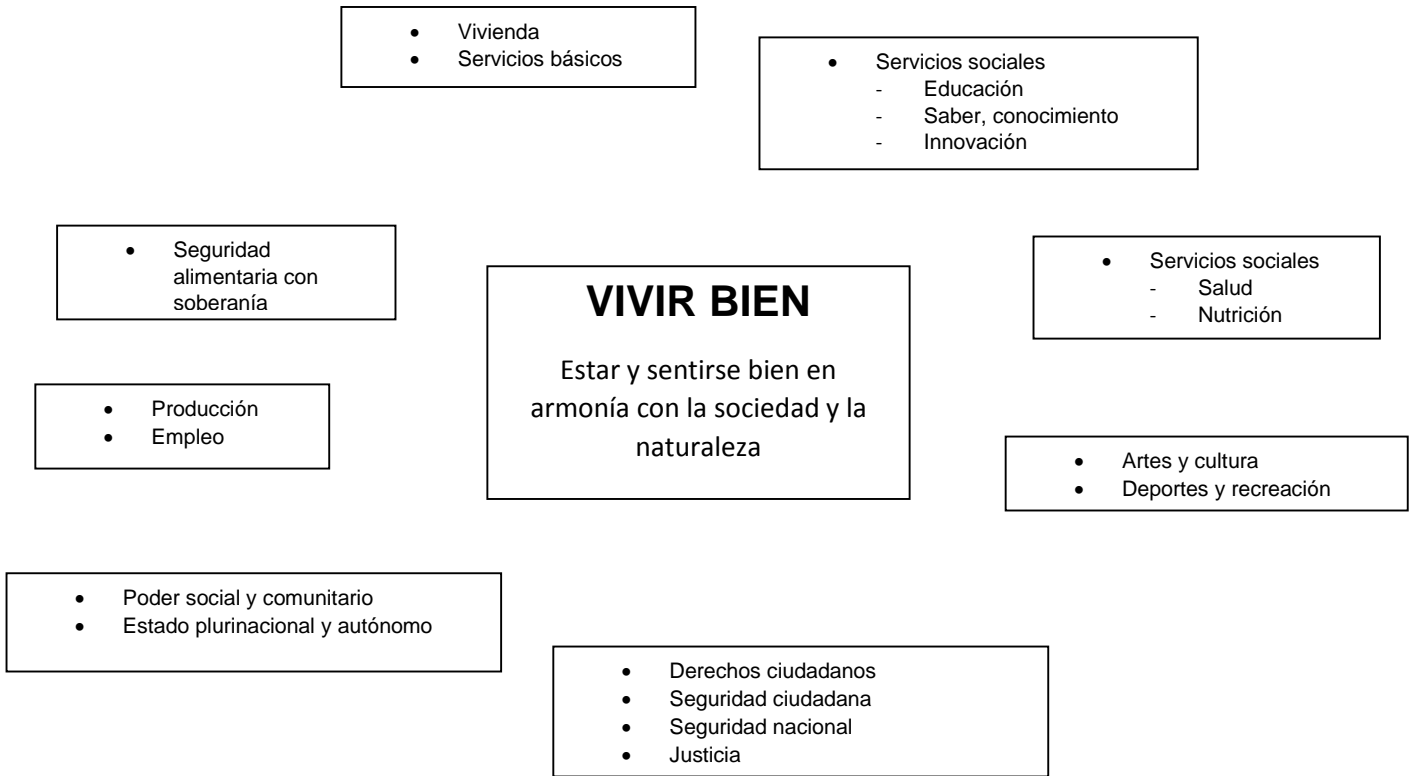 • Vivienda
• Servicios básicos
• Servicios sociales
- Educación
- Saber, conocimiento
- Innovación
• Seguridad
alimentaria con
soberanía
• Servicios sociales
- Salud
- Nutrición
VIVIR BIEN
Estar y sentirse bien en
armonía con la sociedad y la
naturaleza
• Producción
• Empleo
• Artes y cultura
• Deportes y recreación
• Poder social y comunitario
• Estado plurinacional y autónomo
• Derechos ciudadanos
• Seguridad ciudadana
• Seguridad nacional
• Justicia